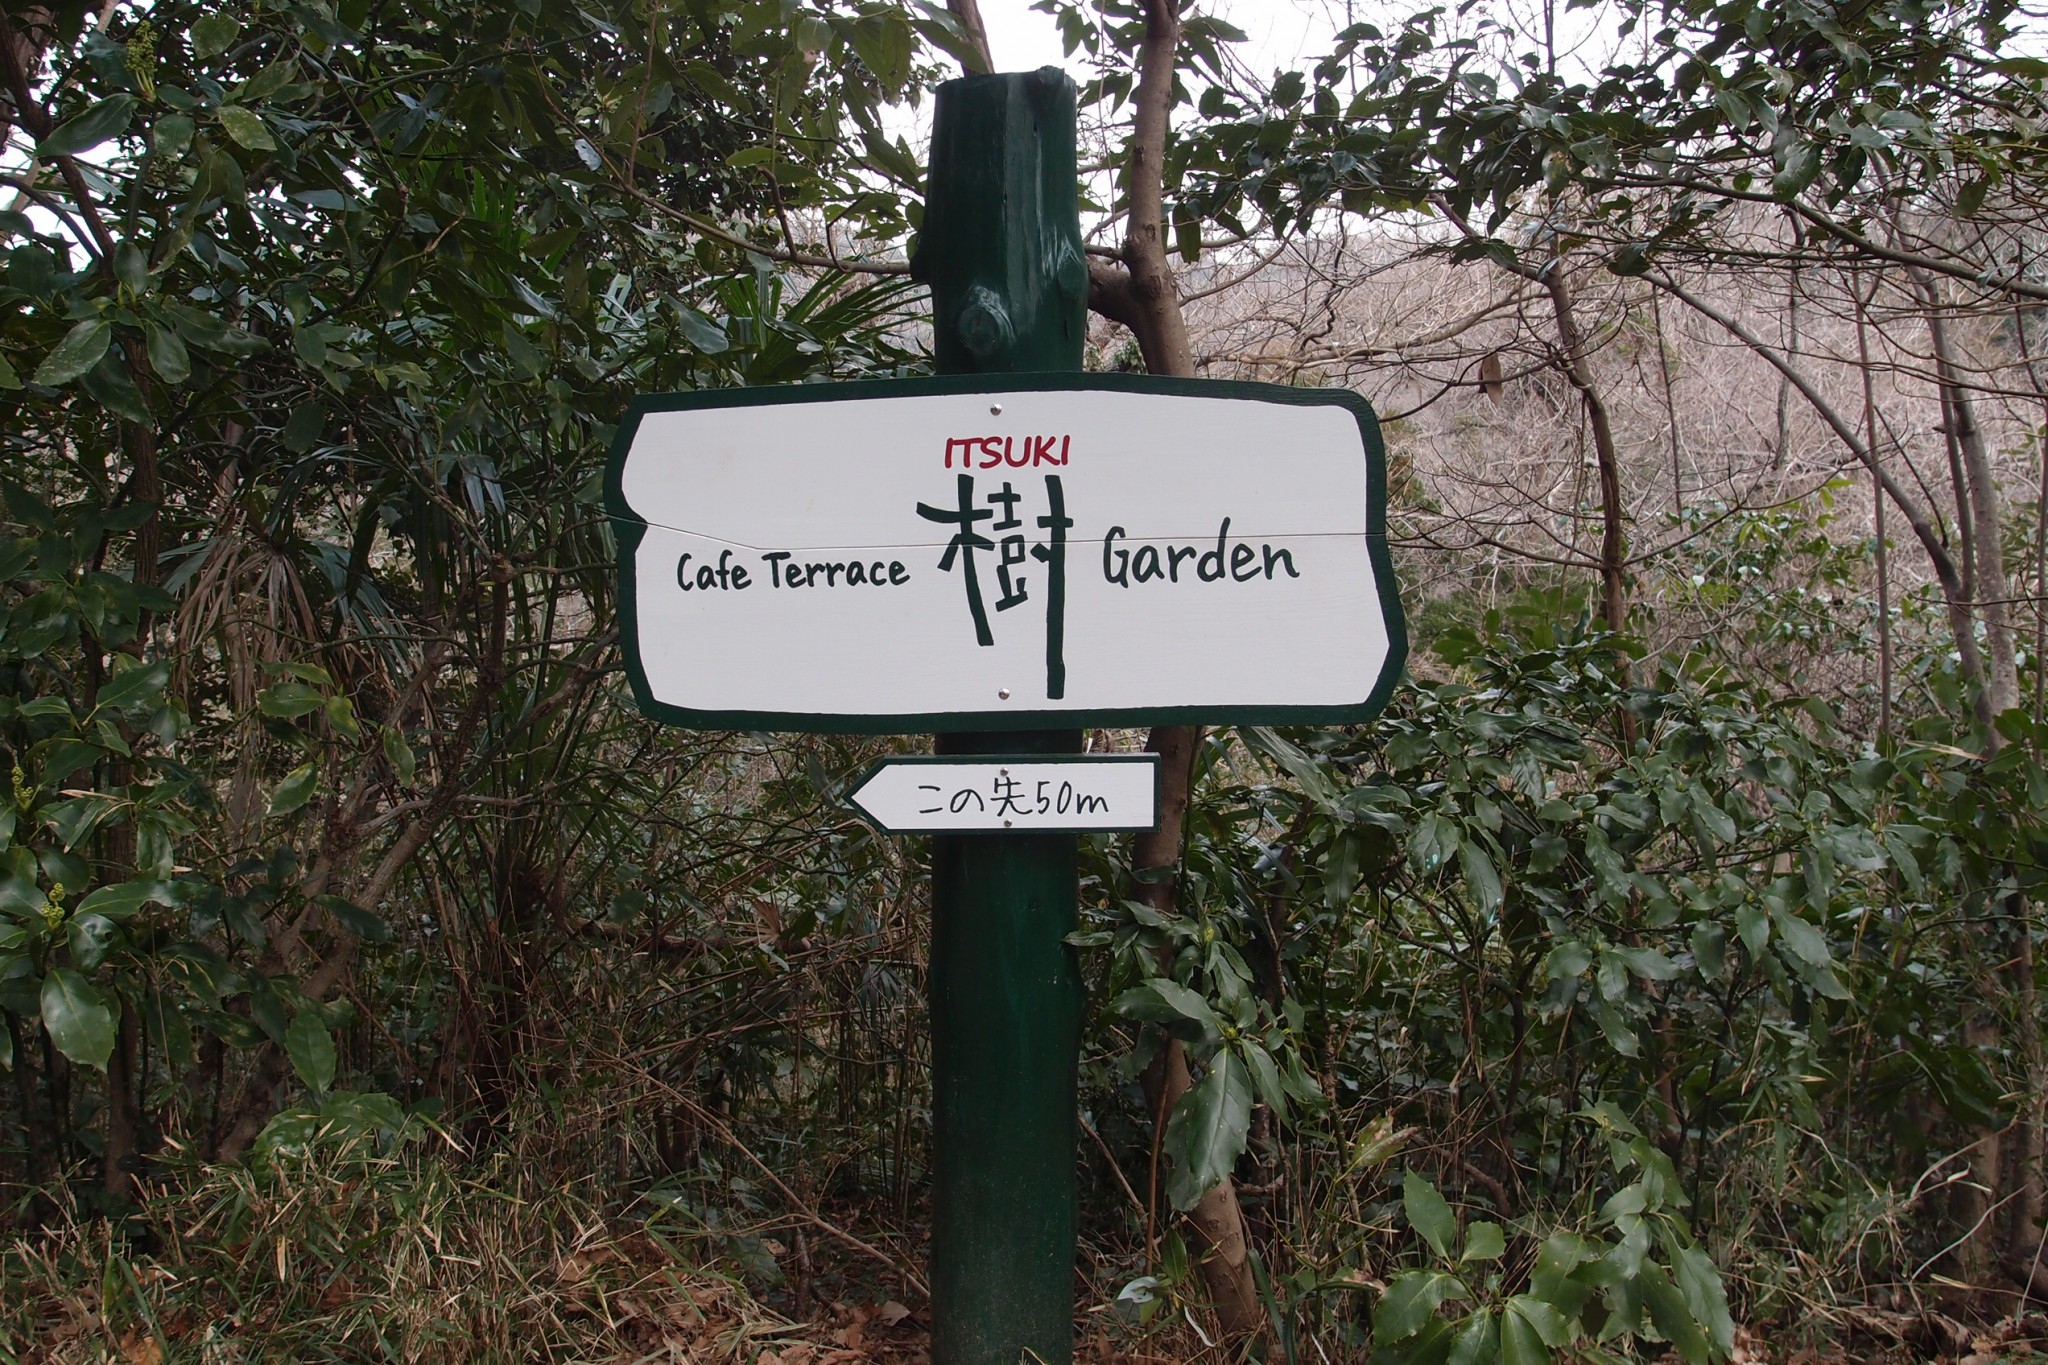 ITSUKI
Cafe Terrace 樹 Garden
この先50m